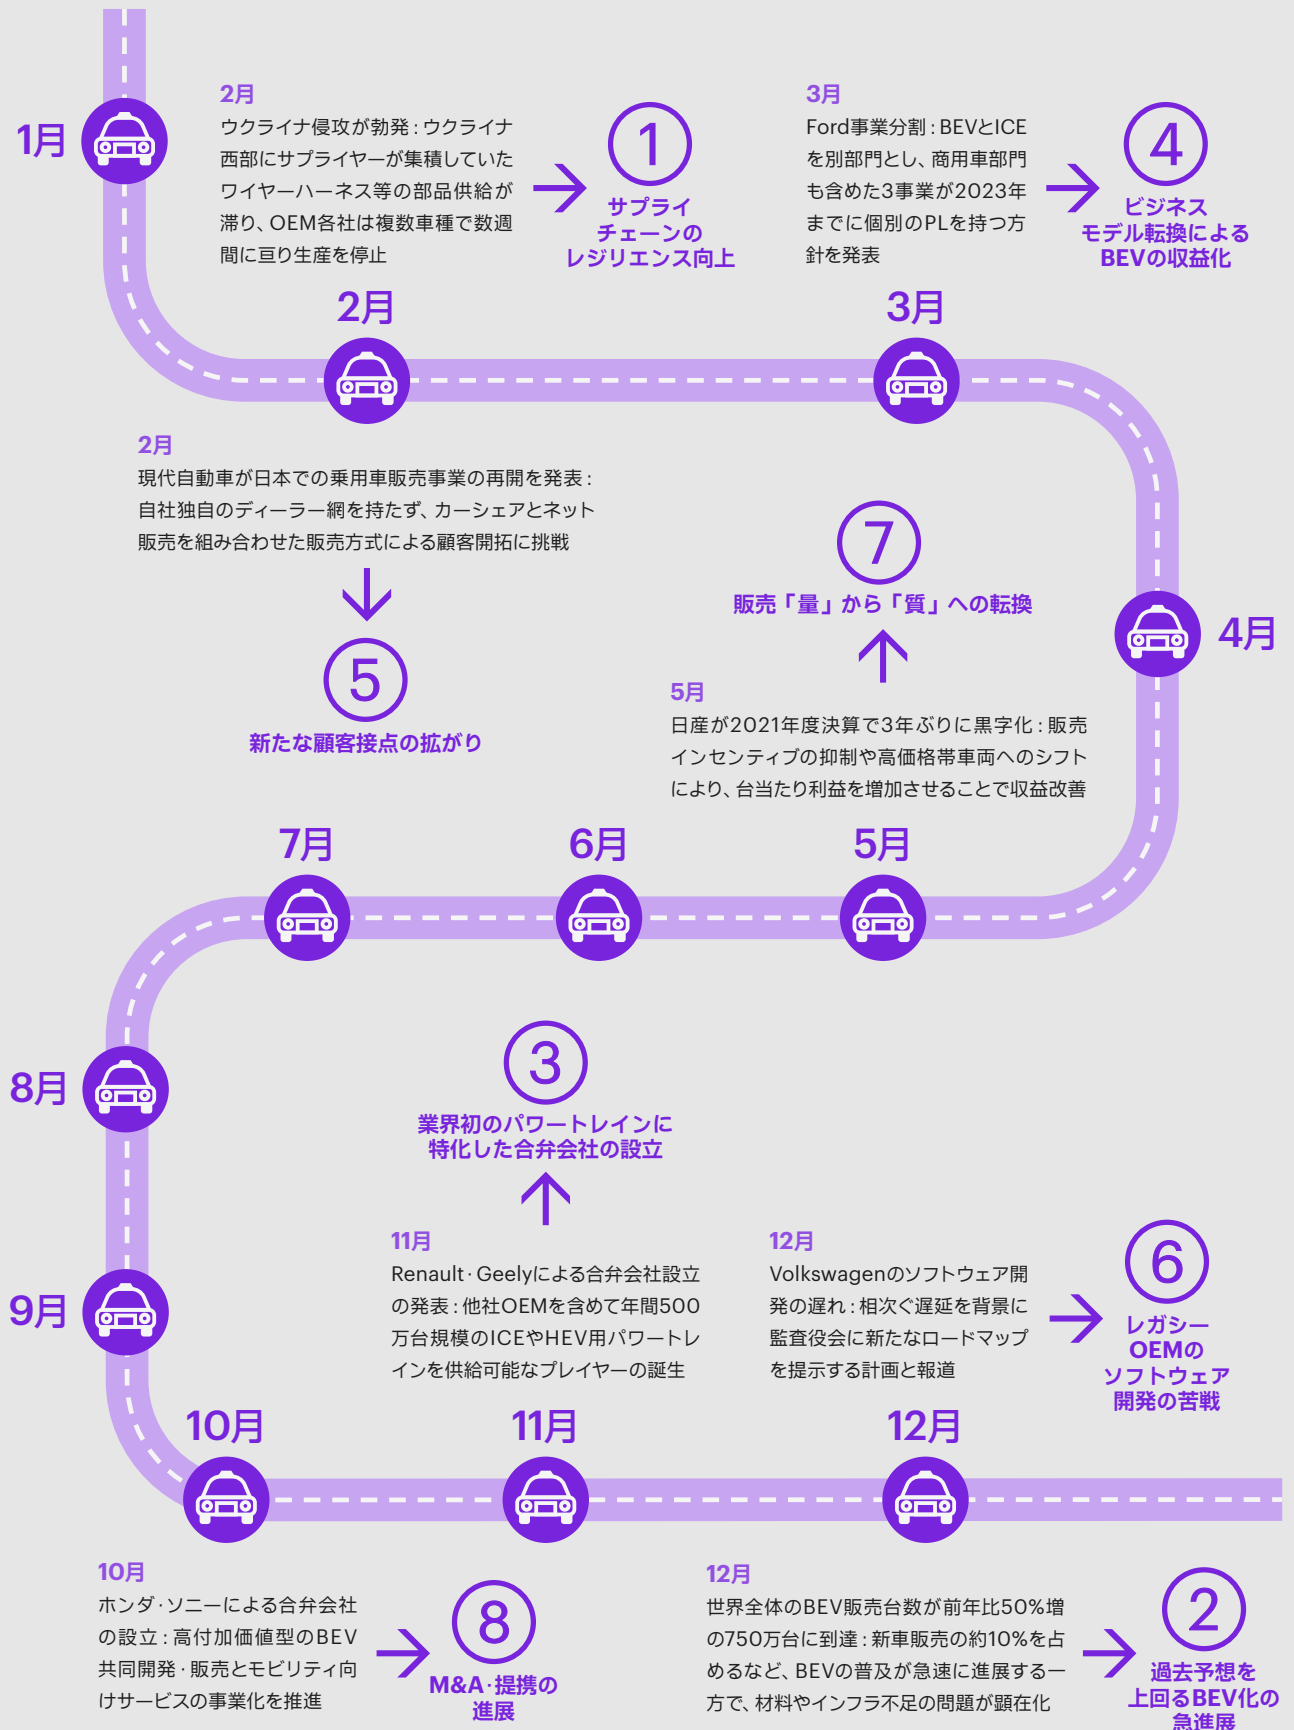 1月
2月
ウクライナ侵攻が勃発：ウクライナ
西部にサプライヤーが集積していた
ワイヤーハーネス等の部品供給が
滞り、OEM各社は複数車種で数週
間に亘り生産を停止
1
サプライ
チェーンの
レジリエンス向上
3月
Ford事業分割：BEVとICE
を別部門とし、商用車部門
も含めた3事業が2023年
までに個別のPLを持つ方
針を発表
4
ビジネス
モデル転換による
BEVの収益化
2月
3月
2月
現代自動車が日本での乗用車販売事業の再開を発表：
自社独自のディーラー網を持たず、カーシェアとネット
販売を組み合わせた販売方式による顧客開拓に挑戦
5
新たな顧客接点の拡がり
7
販売「量」から「質」への転換
4月
5月
日産が2021年度決算で3年ぶりに黒字化：販売
インセンティブの抑制や高価格帯車両へのシフト
により、台当たり利益を増加させることで収益改善
7月
6月
5月
8月
3
業界初のパワートレインに
特化した合弁会社の設立
11月
Renault·Geelyによる合弁会社設立
の発表：他社OEMを含めて年間500
万台規模のICEやHEV用パワートレ
インを供給可能なプレイヤーの誕生
12月
Volkswagenのソフトウェア開
発の遅れ：相次ぐ遅延を背景に
監査役会に新たなロードマップ
を提示する計画と報道
6
レガシー
OEMの
ソフトウェア
開発の苦戦
9月
10月
11月
12月
10月
ホンダ·ソニーによる合弁会社
の設立：高付加価値型のBEV
共同開発·販売とモビリティ向
けサービスの事業化を推進
8
M&A·提携の
進展
12月
世界全体のBEV販売台数が前年比50%増
の750万台に到達：新車販売の約10%を占
めるなど、BEVの普及が急速に進展する一
方で、材料やインフラ不足の問題が顕在化
2
過去予想を
上回るBEV化の
急進展